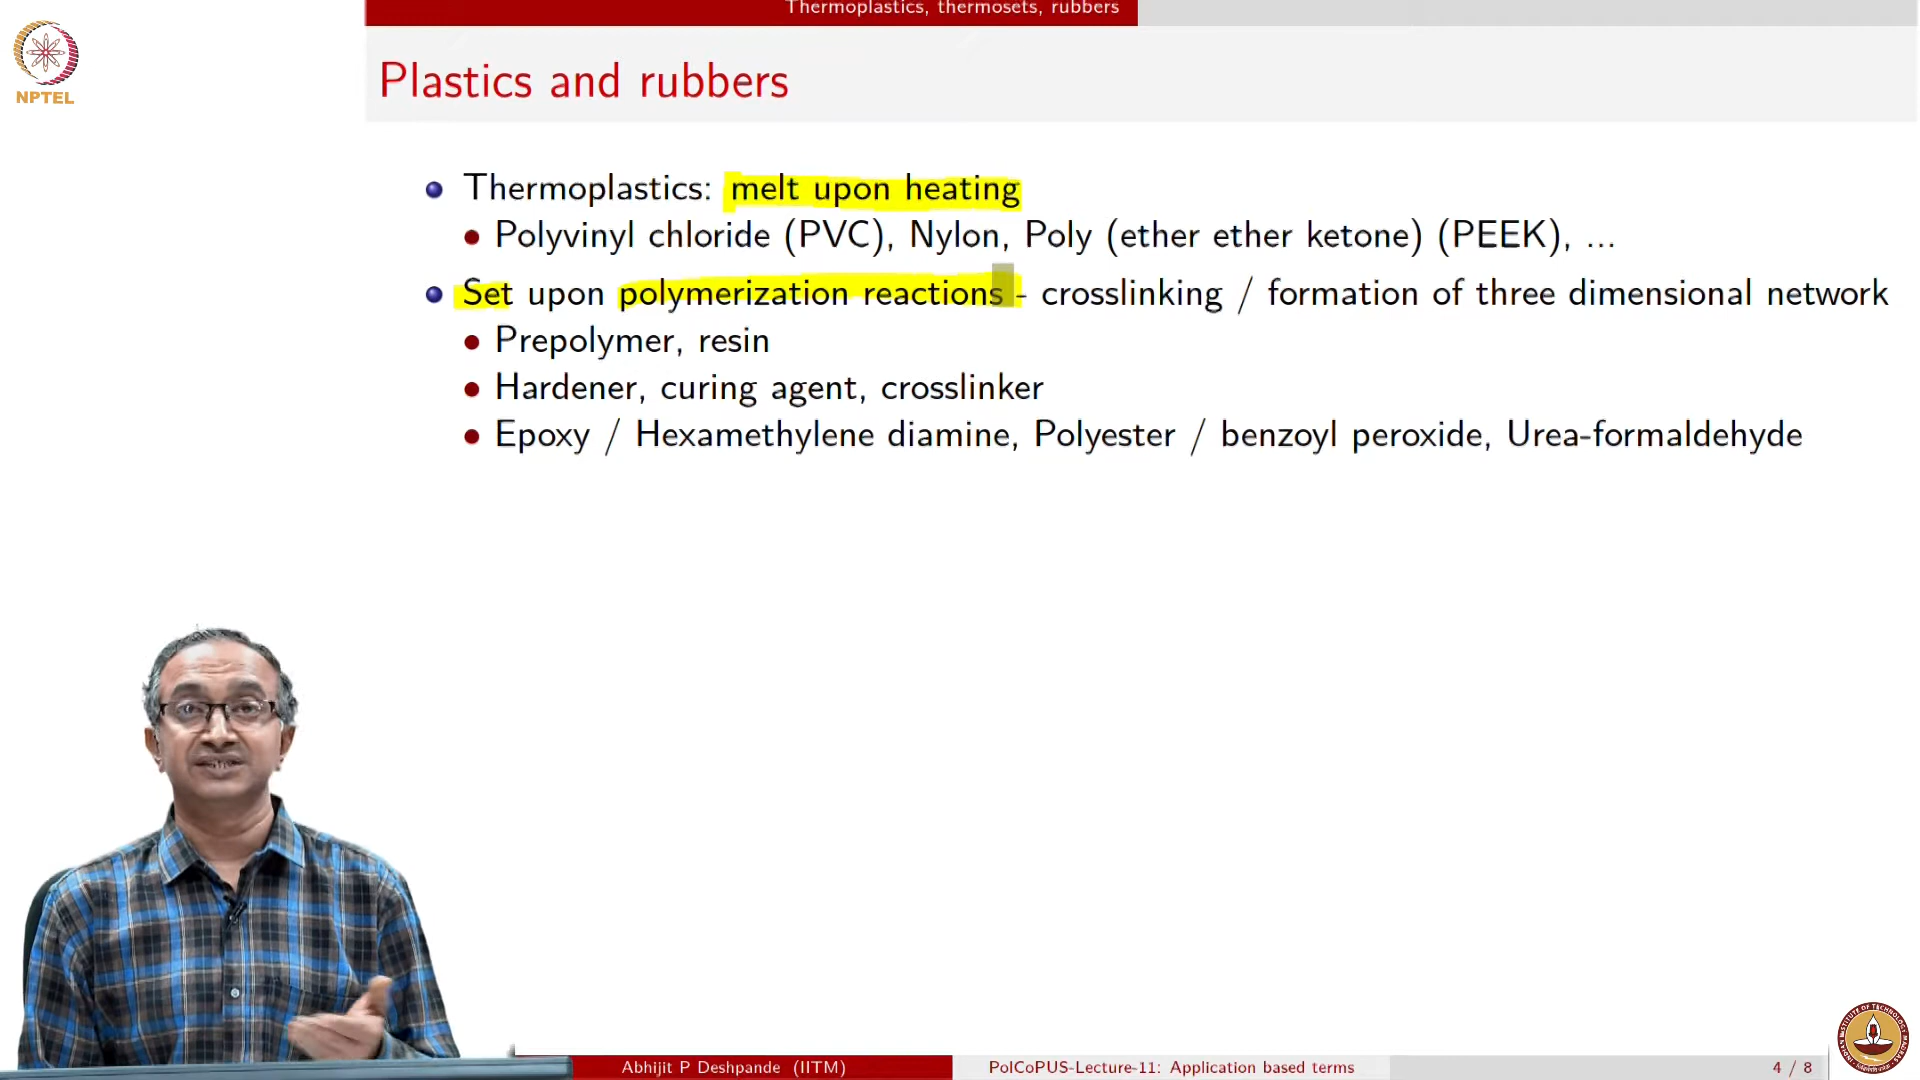 Thermoplastics, thermosets, rubbers
NPTEL
Plastics and rubbers
Thermoplastics: melt upon heating
Polyvinyl chloride (PVC), Nylon, Poly (ether ether ketone) (PEEK), ...
Set upon polymerization reactions - crosslinking / formation of three dimensional network
Prepolymer, resin
Hardener, curing agent, crosslinker
Epoxy / Hexamethylene diamine, Polyester / benzoyl peroxide, Urea-formaldehyde
Abhijit P Deshpande (IITM)
PolCoPUS-Lecture-11: Application based terms
4 / 8